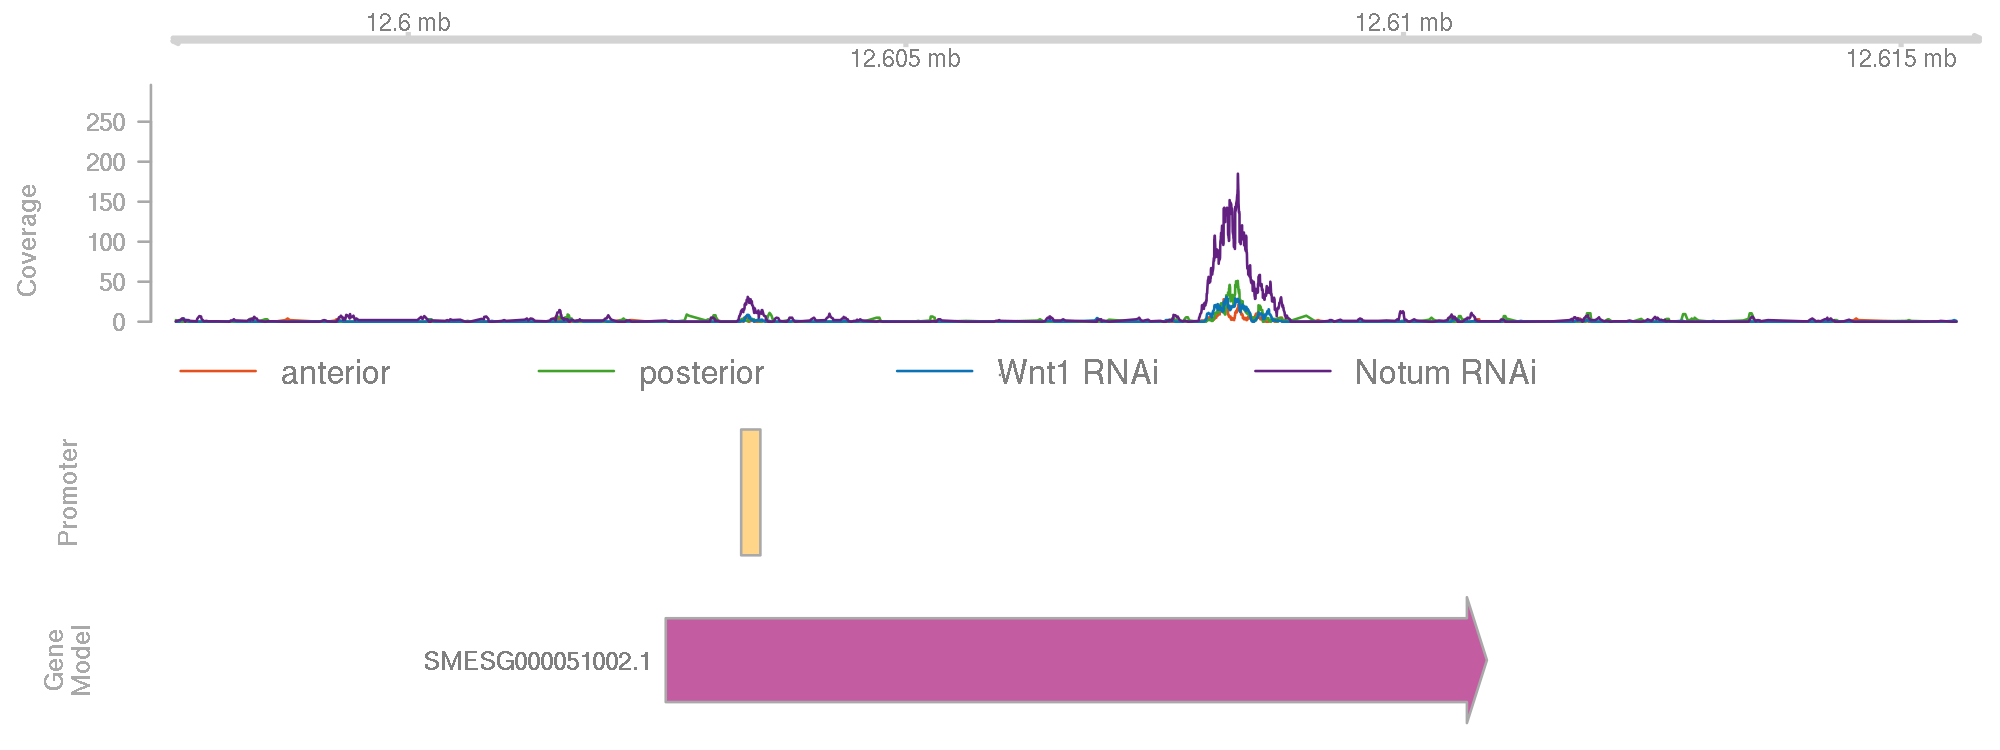 12.6 mb
12.61 mb
12.605 mb
12.615 mb
Coverage
250
200
150
100
50
0
anterior
posterior
Wnt1 RNAi
Notum RNAi
Promoter
Gene
Model
SMESG000051002.1